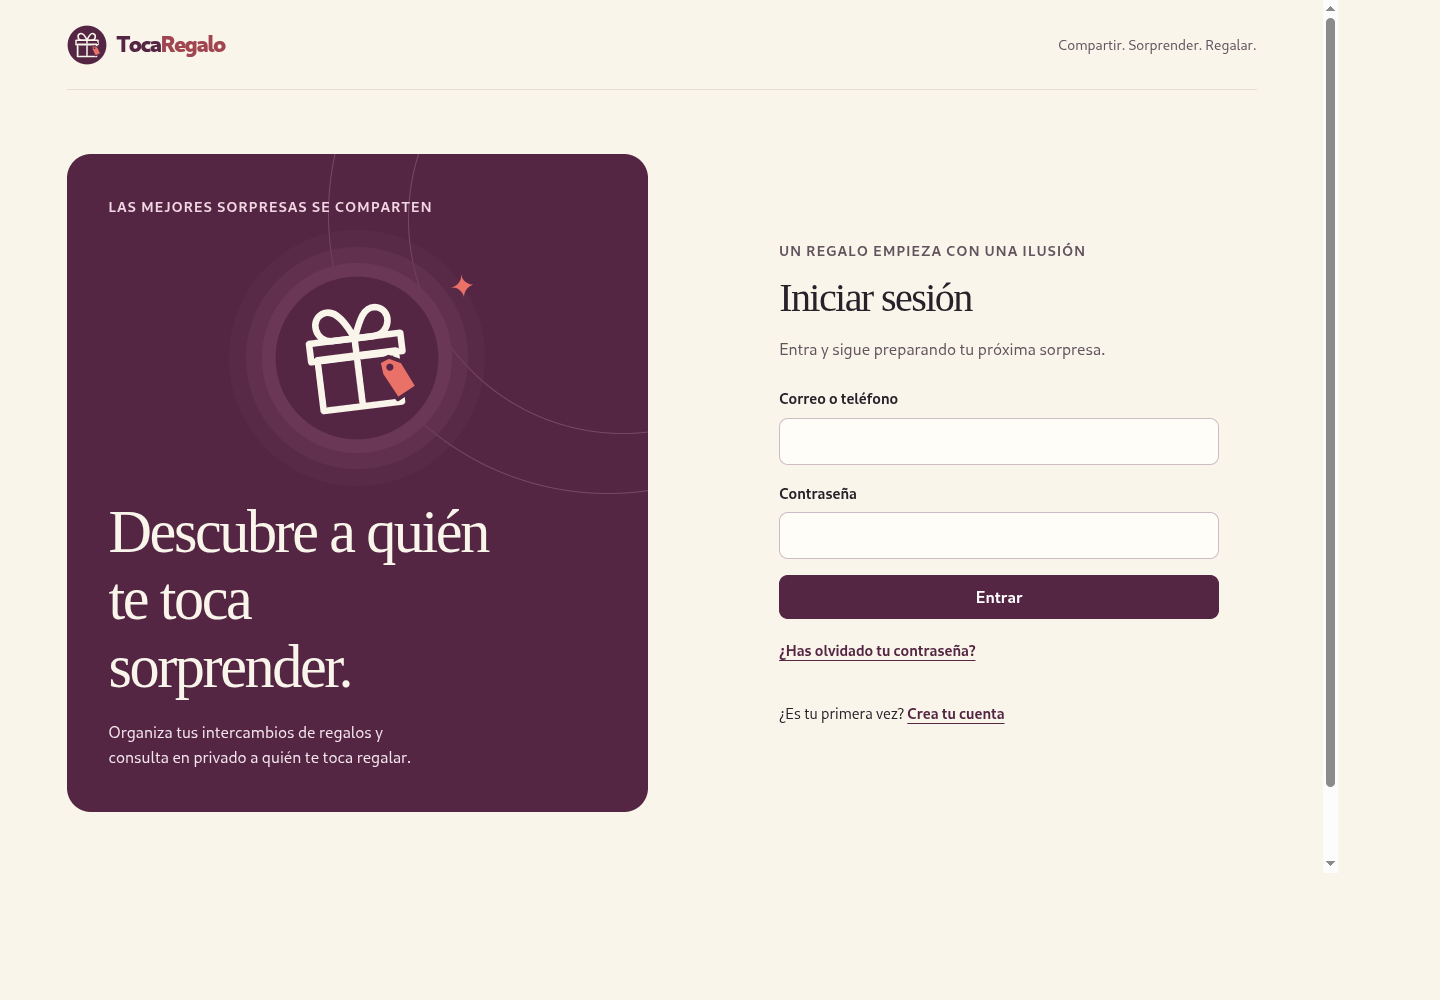 TocaRegalo
Compartir. Sorprender. Regalar.
LAS MEJORES SORPRESAS SE COMPARTEN
Descubre a quién
te toca
sorprender.
Organiza tus intercambios de regalos y
consulta en privado a quién te toca regalar.
UN REGALO EMPIEZA CON UNA ILUSIÓN
Iniciar sesión
Entra y sigue preparando tu próxima sorpresa.
Correo o teléfono
Contraseña
Entrar
¿Has olvidado tu contraseña?
¿Es tu primera vez? Crea tu cuenta